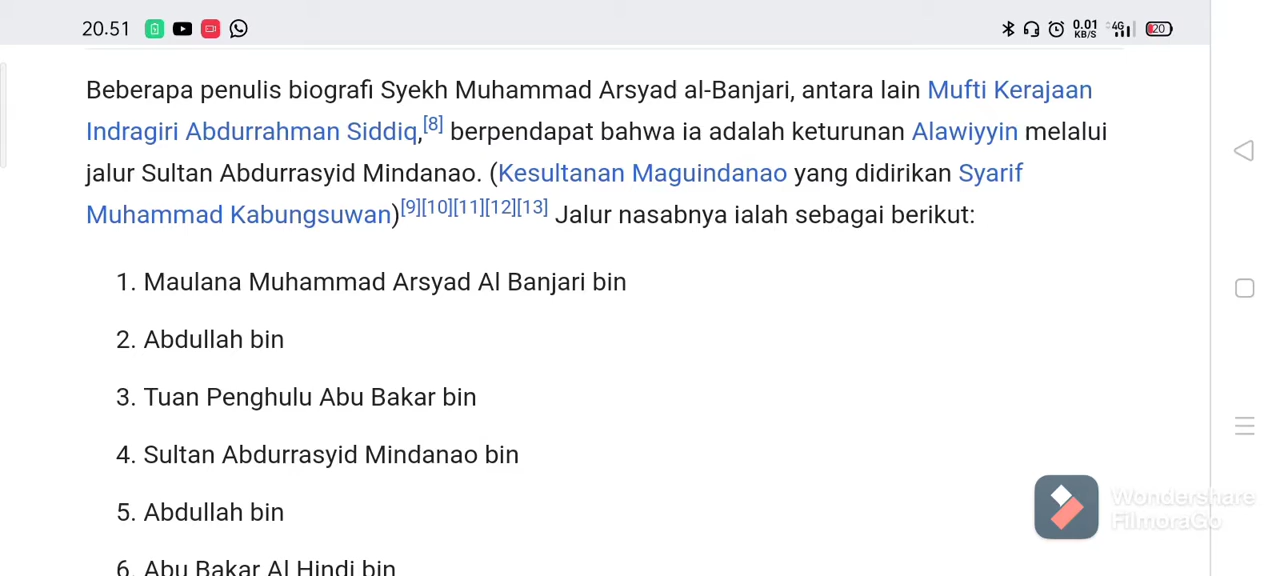 20.51
0.01
KB/S
4G
20
Beberapa penulis biografi Syekh Muhammad Arsyad al-Banjari, antara lain Mufti Kerajaan
Indragiri Abdurrahman Siddiq,[8] berpendapat bahwa ia adalah keturunan Alawiyyin melalui
jalur Sultan Abdurrasyid Mindanao. (Kesultanan Maguindanao yang didirikan Syarif
Muhammad Kabungsuwan)[9][10][11][12][13] Jalur nasabnya ialah sebagai berikut:
1. Maulana Muhammad Arsyad Al Banjari bin
2. Abdullah bin
3. Tuan Penghulu Abu Bakar bin
4. Sultan Abdurrasyid Mindanao bin
5. Abdullah bin
6. Abu Bakar Al Hindi bin
Wondershare
FilmoraGo